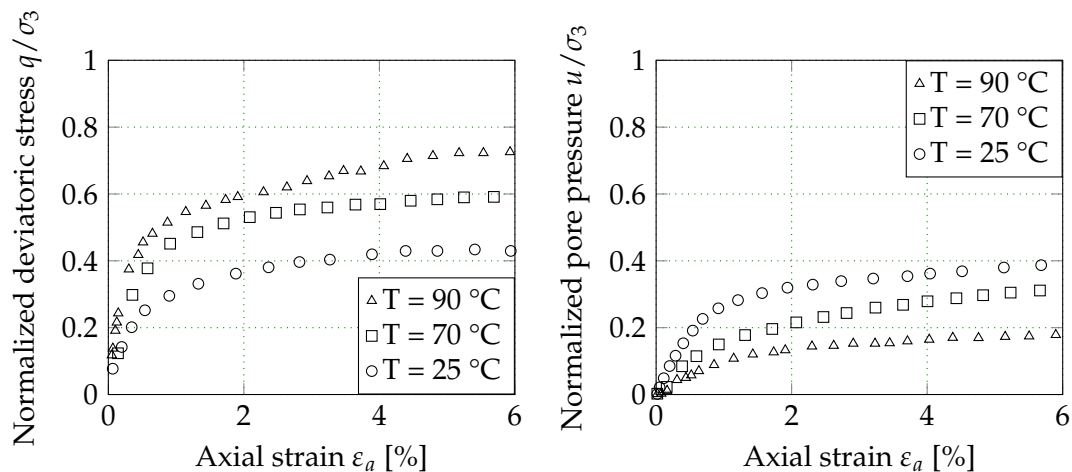 Normalized deviatoric stress q/σ3
1
0.8
0.6
0.4
0.2
0
0 2 4 6
Axial strain εa [%]
T = 90 °C
T = 70 °C
T = 25 °C
Normalized pore pressure u/σ3
1
0.8
0.6
0.4
0.2
0
0 2 4 6
Axial strain εa [%]
T = 90 °C
T = 70 °C
T = 25 °C